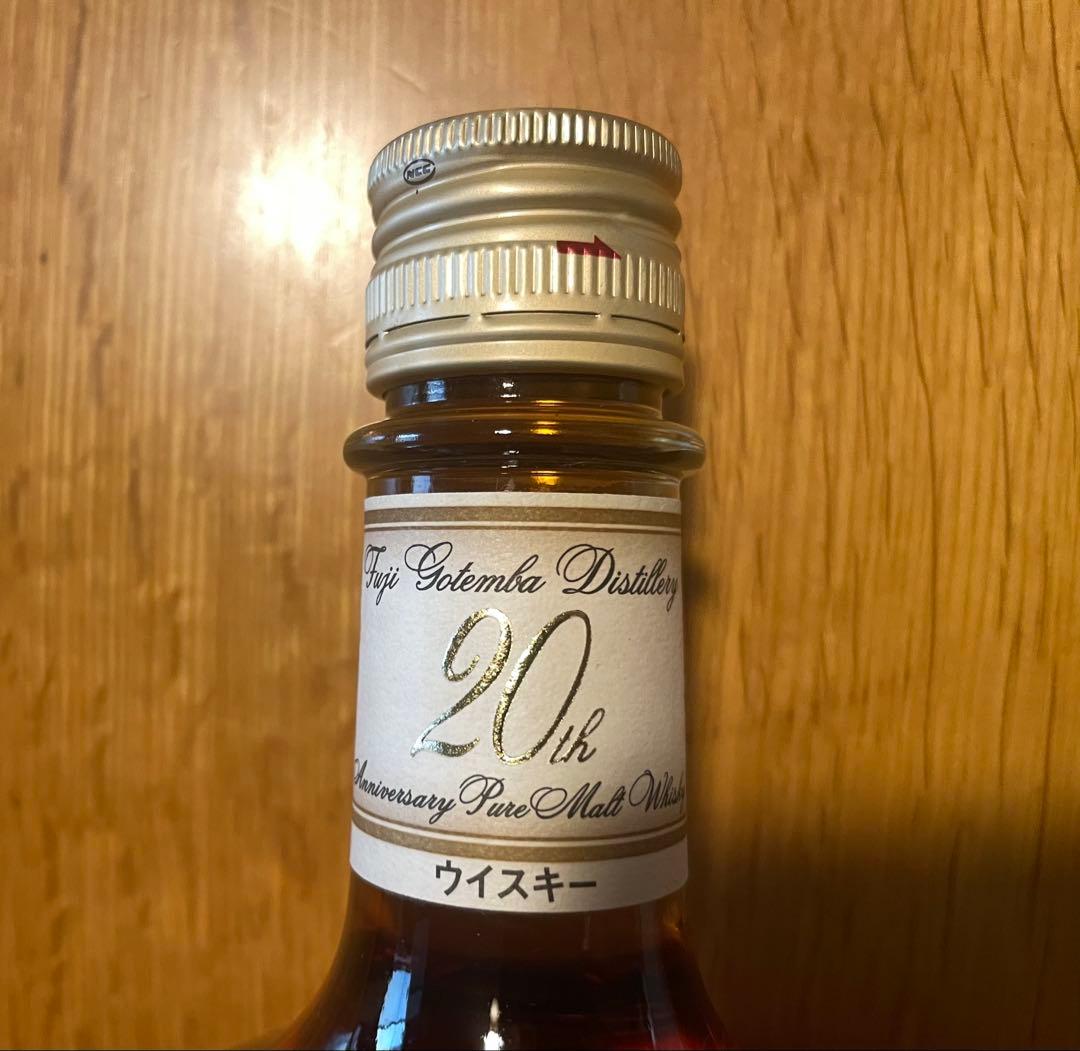 NCC
Fuji Gotemba Distillery
20th
Anniversary Pure Malt Whisky
ウイスキー